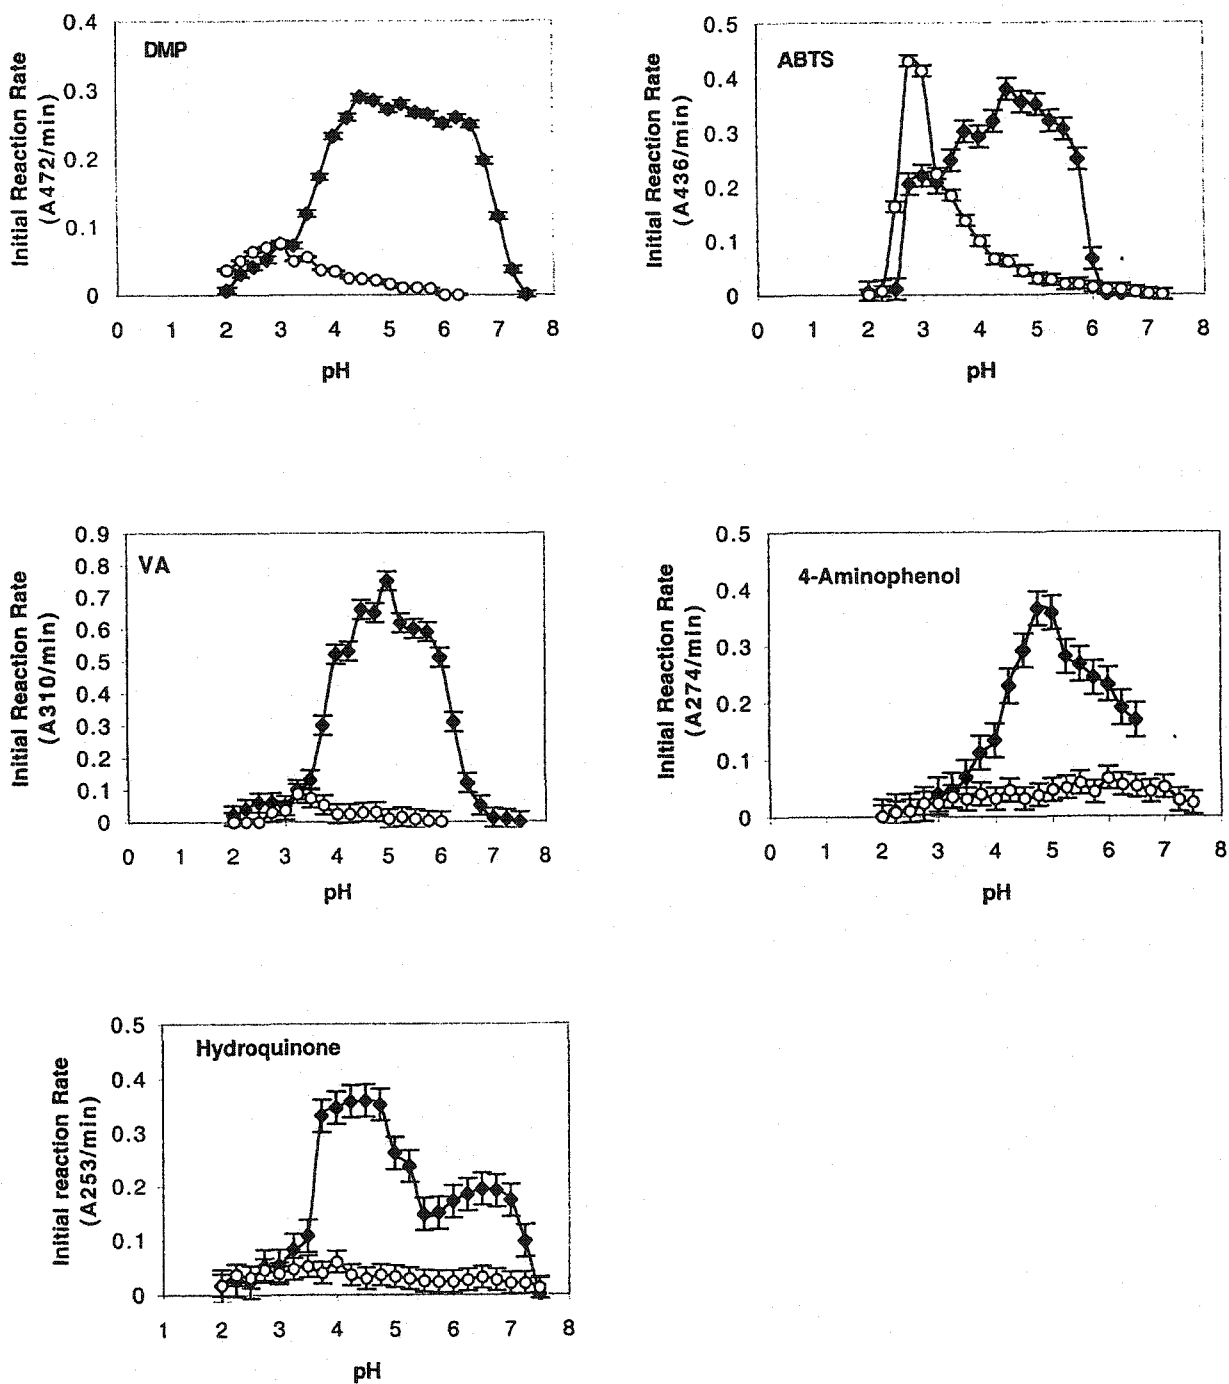 DMP
Initial Reaction Rate
(A472/min)
0.4
0.3
0.2
0.1
0
0 1 2 3 4 5 6 7 8
pH
ABTS
Initial Reaction Rate
(A436/min)
0.5
0.4
0.3
0.2
0.1
0
0 1 2 3 4 5 6 7 8
pH
VA
Initial Reaction Rate
(A310/min)
0.9
0.8
0.7
0.6
0.5
0.4
0.3
0.2
0.1
0
0 1 2 3 4 5 6 7 8
pH
4-Aminophenol
Initial Reaction Rate
(A274/min)
0.5
0.4
0.3
0.2
0.1
0
0 1 2 3 4 5 6 7 8
pH
Hydroquinone
Initial reaction Rate
(A253/min)
0.5
0.4
0.3
0.2
0.1
0
1 2 3 4 5 6 7 8
pH